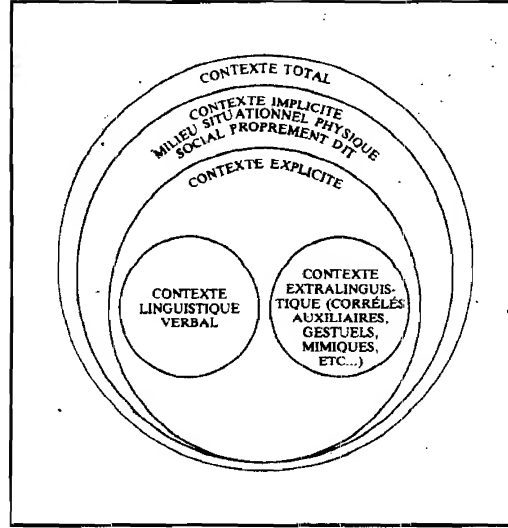 CONTEXTE TOTAL
CONTEXTE IMPLICITE
MILIEU SITUATIONNEL PHYSIQUE
SOCIAL PROPREMENT DIT
CONTEXTE EXPLICITE
CONTEXTE
LINGUISTIQUE
VERBAL
CONTEXTE
EXTRALINGUIS-
TIQUE (CORRÉLÉS
AUXILIAIRES,
GESTUELS,
MIMIQUES,
ETC...)